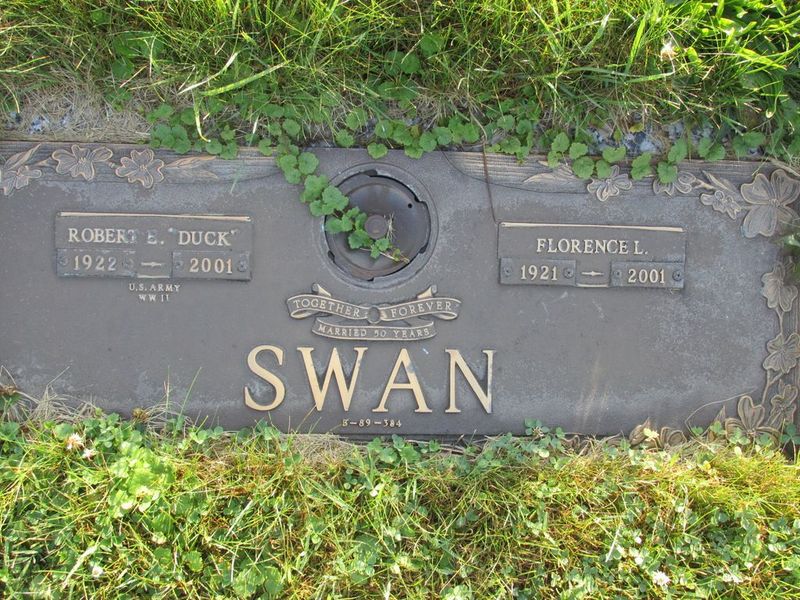 ROBERT E. "DUCK"
1922 – 2001
U.S. ARMY
WW II
FLORENCE L.
1921 – 2001
TOGETHER FOREVER
MARRIED 50 YEARS
SWAN
B-89-384